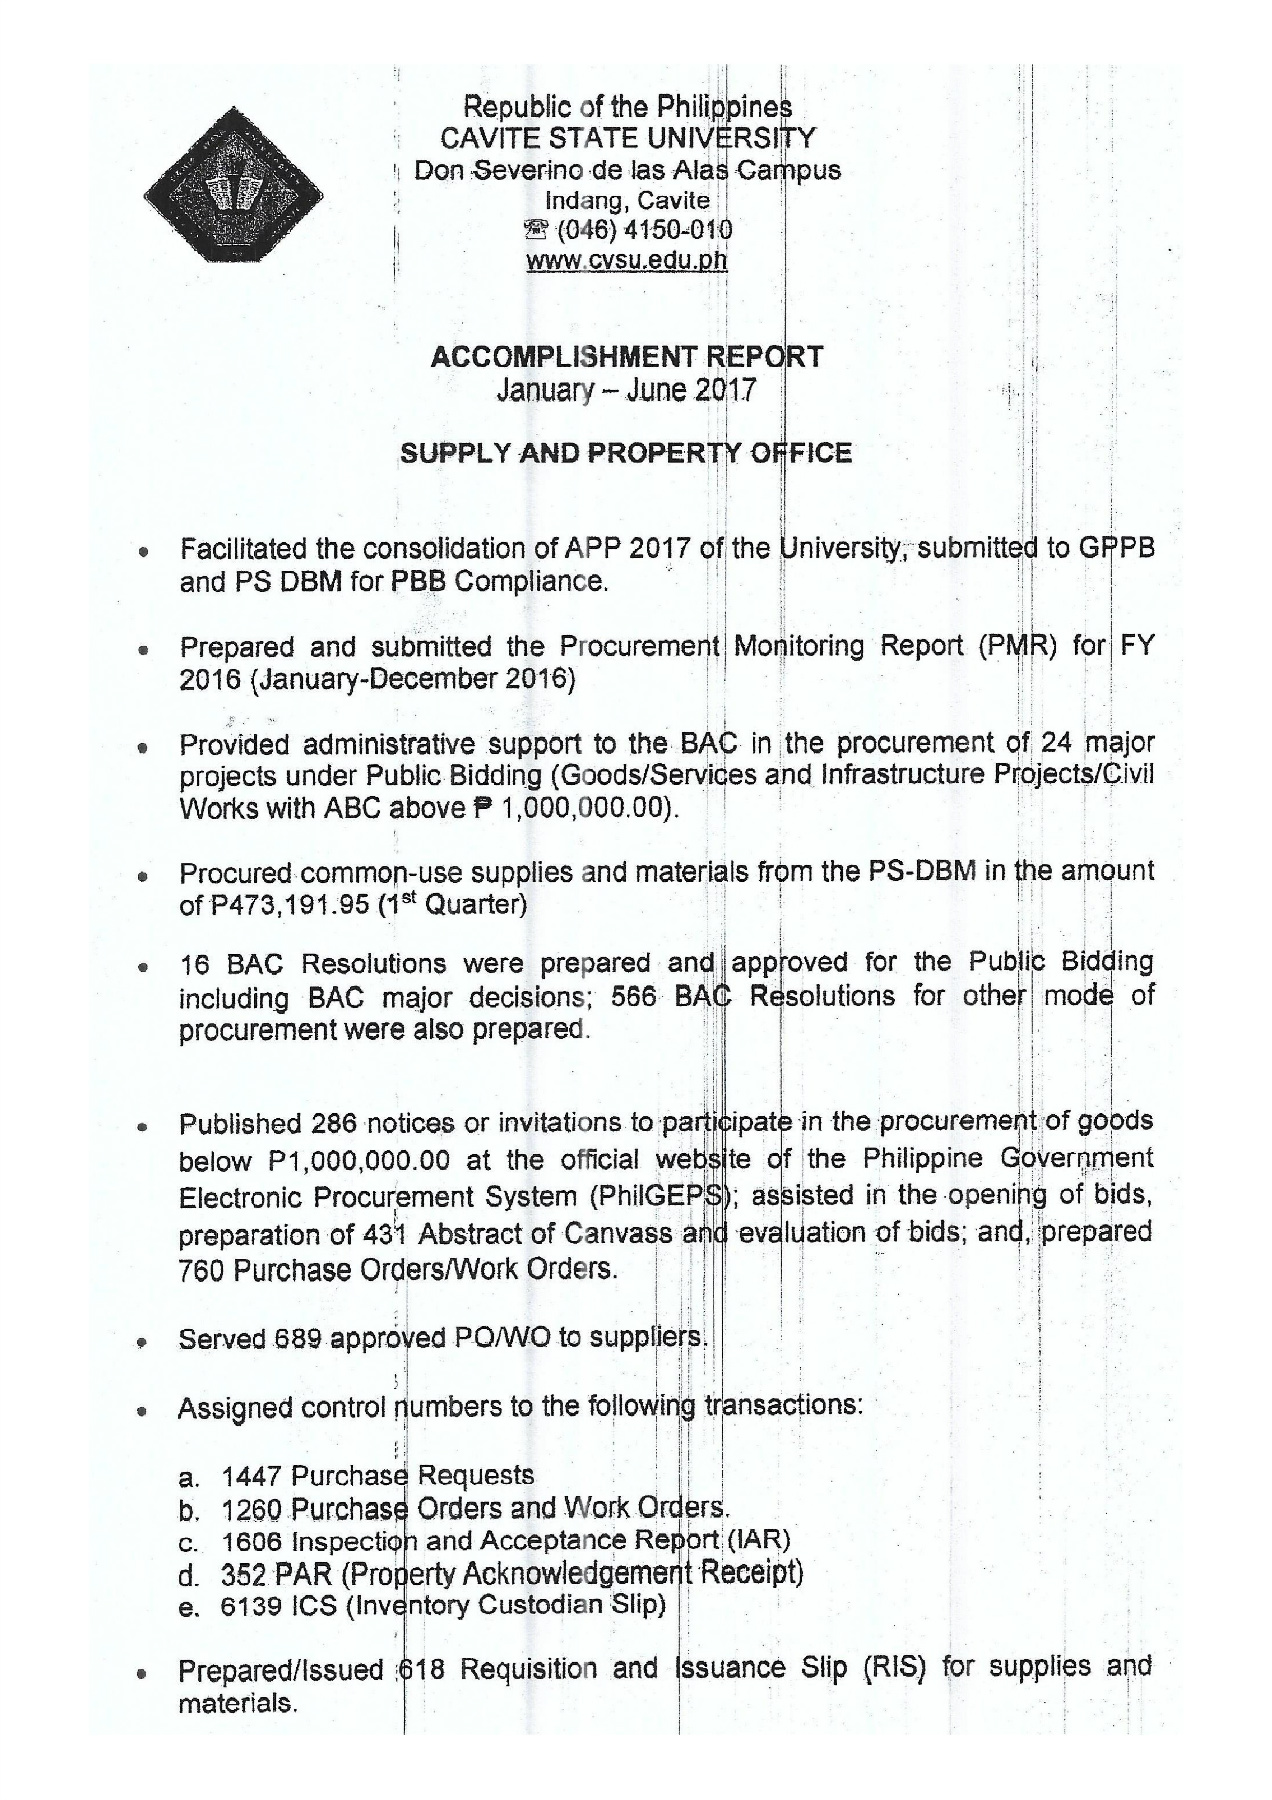 Republic of the Philippines
CAVITE STATE UNIVERSITY
Don Severino de las Alas Campus
Indang, Cavite
☏ (046) 4150-010
www.cvsu.edu.ph
ACCOMPLISHMENT REPORT
January – June 2017
SUPPLY AND PROPERTY OFFICE
• Facilitated the consolidation of APP 2017 of the University, submitted to GPPB
and PS DBM for PBB Compliance.
• Prepared and submitted the Procurement Monitoring Report (PMR) for FY
2016 (January-December 2016)
• Provided administrative support to the BAC in the procurement of 24 major
projects under Public Bidding (Goods/Services and Infrastructure Projects/Civil
Works with ABC above ₱ 1,000,000.00).
• Procured common-use supplies and materials from the PS-DBM in the amount
of P473,191.95 (1st Quarter)
• 16 BAC Resolutions were prepared and approved for the Public Bidding
including BAC major decisions; 566 BAC Resolutions for other mode of
procurement were also prepared.
• Published 286 notices or invitations to participate in the procurement of goods
below P1,000,000.00 at the official website of the Philippine Government
Electronic Procurement System (PhilGEPS); assisted in the opening of bids,
preparation of 431 Abstract of Canvass and evaluation of bids; and, prepared
760 Purchase Orders/Work Orders.
• Served 689 approved PO/WO to suppliers.
• Assigned control numbers to the following transactions:
a. 1447 Purchase Requests
b. 1260 Purchase Orders and Work Orders.
c. 1606 Inspection and Acceptance Report (IAR)
d. 352 PAR (Property Acknowledgement Receipt)
e. 6139 ICS (Inventory Custodian Slip)
• Prepared/Issued 618 Requisition and Issuance Slip (RIS) for supplies and
materials.